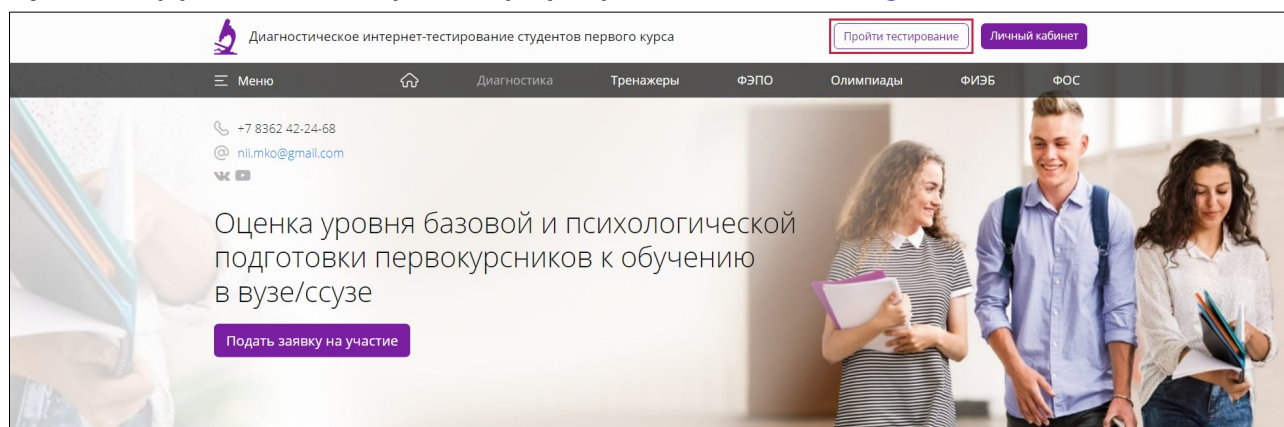 Диагностическое интернет-тестирование студентов первого курса
Пройти тестирование
Личный кабинет
Меню
Диагностика
Тренажеры
ФЭПО
Олимпиады
ФИЭБ
ФОС
+7 8362 42-24-68
nii.mko@gmail.com
Оценка уровня базовой и психологической
подготовки первокурсников к обучению
в вузе/ссузе
Подать заявку на участие